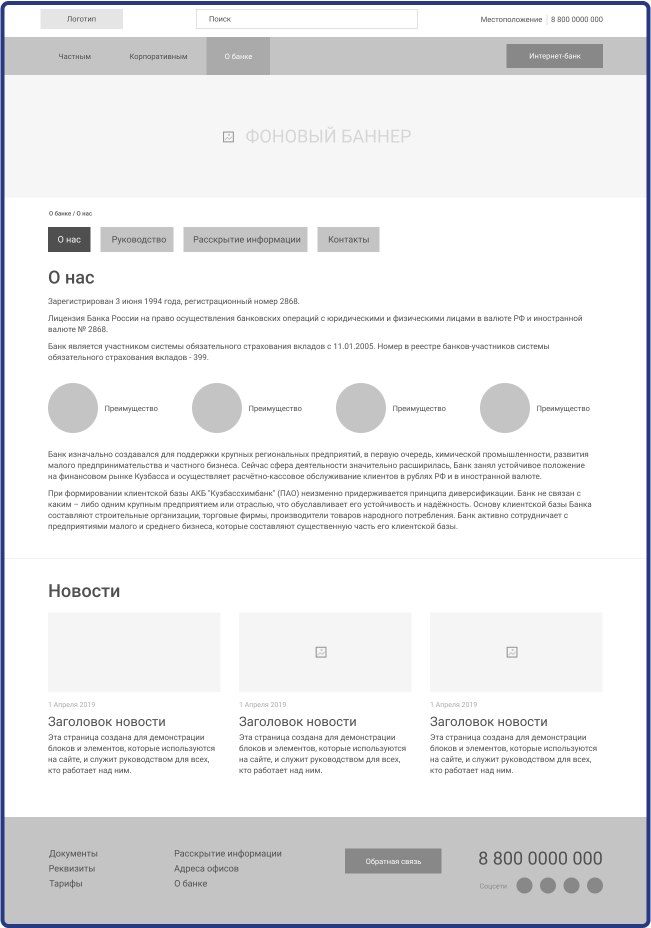 Логотип
Поиск
Местоположение
8 800 0000 000
Частным
Корпоративным
О банке
Интернет-банк
ФОНОВЫЙ БАННЕР
О банке / О нас
О нас
Руководство
Расскрытие информации
Контакты
О нас
Зарегистрирован 3 июня 1994 года, регистрационный номер 2868.
Лицензия Банка России на право осуществления банковских операций с юридическими и физическими лицами в валюте РФ и иностранной
валюте № 2868.
Банк является участником системы обязательного страхования вкладов с 11.01.2005. Номер в реестре банков-участников системы
обязательного страхования вкладов - 399.
Преимущество
Преимущество
Преимущество
Преимущество
Банк изначально создавался для поддержки крупных региональных предприятий, в первую очередь, химической промышленности, развития
малого предпринимательства и частного бизнеса. Сейчас сфера деятельности значительно расширилась, Банк занял устойчивое положение
на финансовом рынке Кузбасса и осуществляет расчётно-кассовое обслуживание клиентов в рублях РФ и в иностранной валюте.
При формировании клиентской базы АКБ "Кузбассхимбанк" (ПАО) неизменно придерживается принципа диверсификации. Банк не связан с
каким – либо одним крупным предприятием или отраслью, что обуславливает его устойчивость и надёжность. Основу клиентской базы Банка
составляют строительные организации, торговые фирмы, производители товаров народного потребления. Банк активно сотрудничает с
предприятиями малого и среднего бизнеса, которые составляют существенную часть его клиентской базы.
Новости
1 Апреля 2019
Заголовок новости
Эта страница создана для демонстрации
блоков и элементов, которые используются
на сайте, и служит руководством для всех,
кто работает над ним.
1 Апреля 2019
Заголовок новости
Эта страница создана для демонстрации
блоков и элементов, которые используются
на сайте, и служит руководством для всех,
кто работает над ним.
1 Апреля 2019
Заголовок новости
Эта страница создана для демонстрации
блоков и элементов, которые используются
на сайте, и служит руководством для всех,
кто работает над ним.
Документы
Реквизиты
Тарифы
Расскрытие информации
Адреса офисов
О банке
Обратная связь
8 800 0000 000
Соцсети